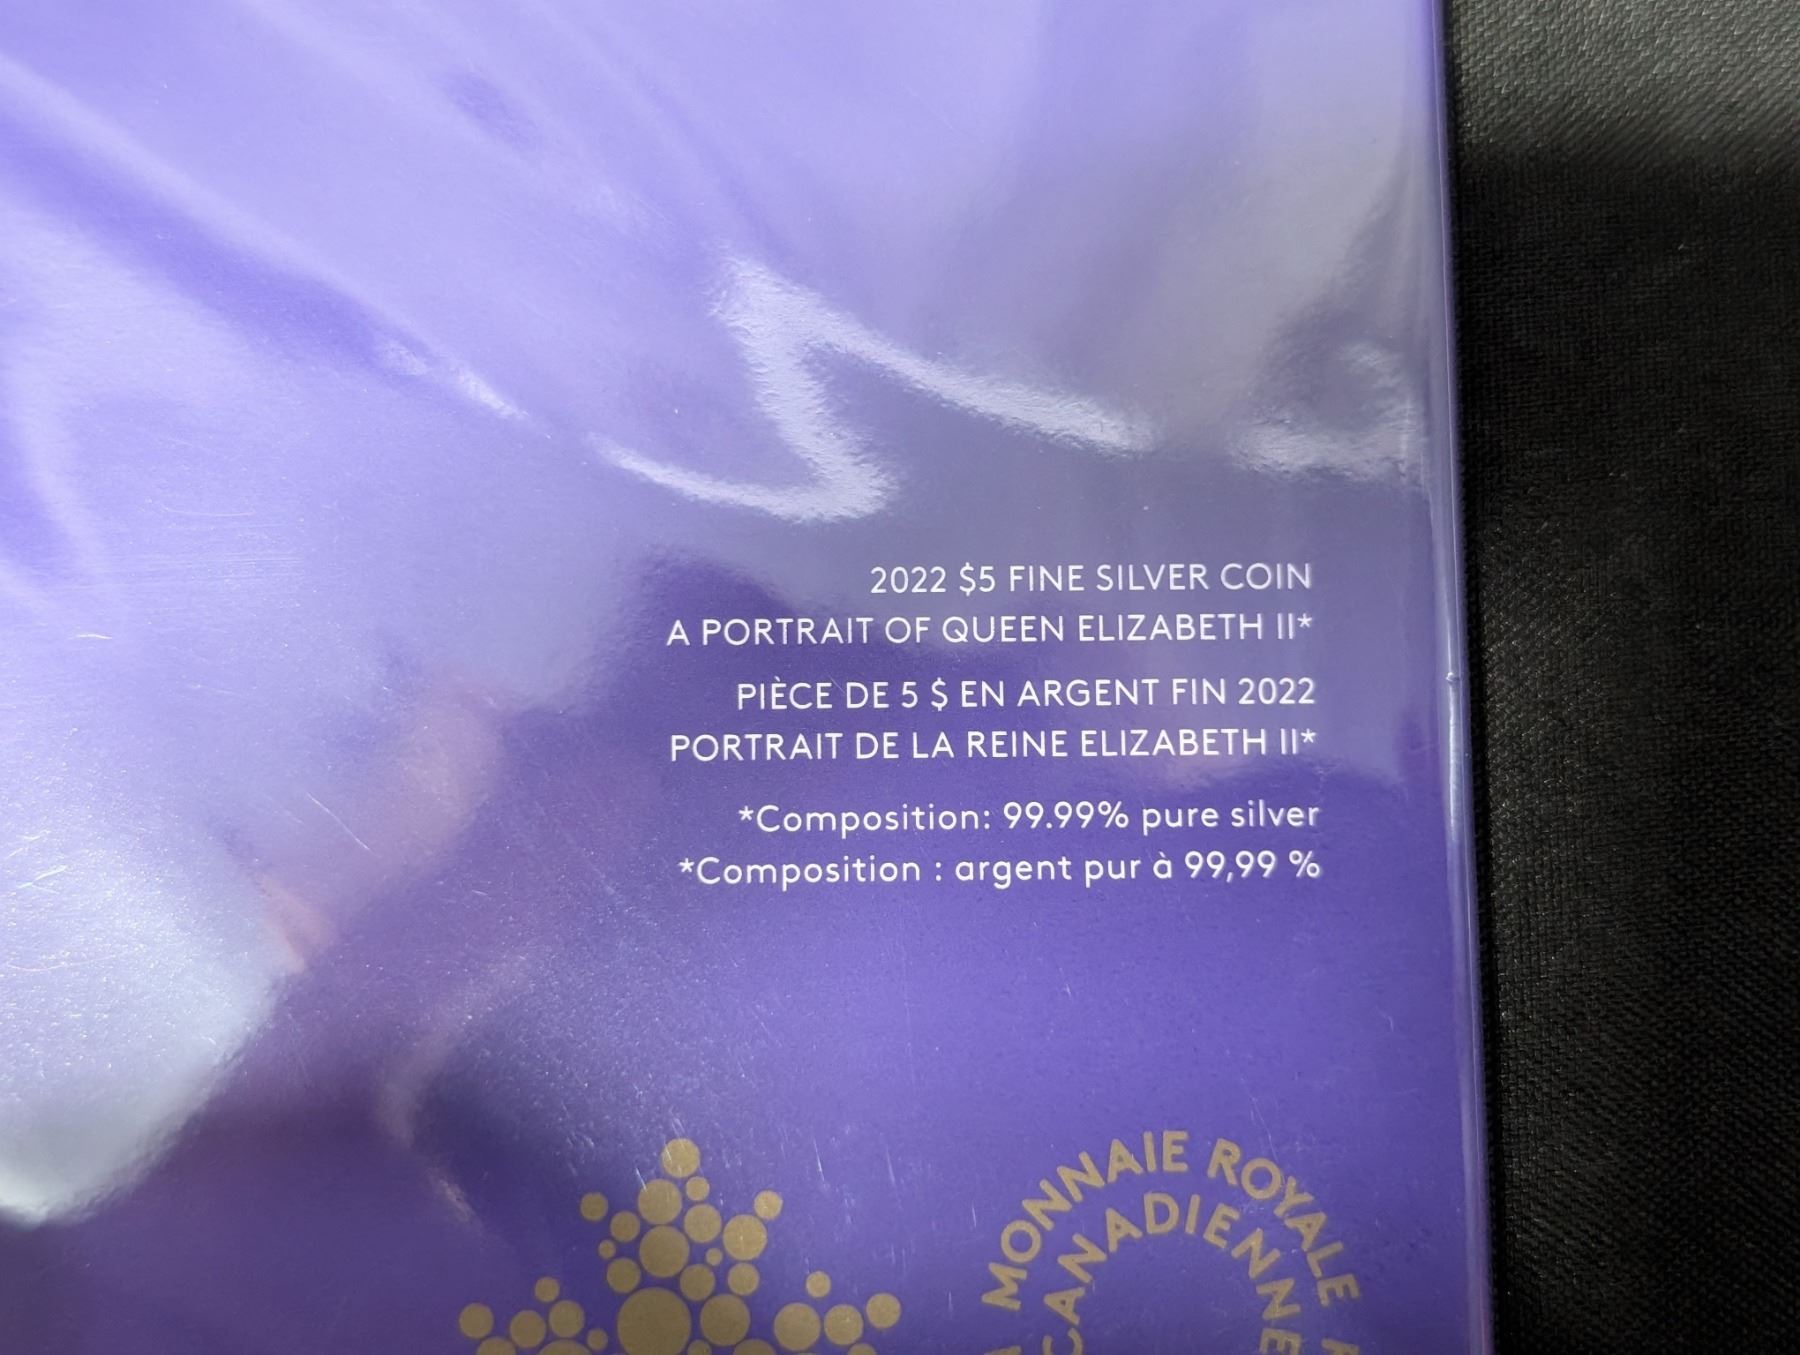 2022 $5 FINE SILVER COIN
A PORTRAIT OF QUEEN ELIZABETH II*
PIÈCE DE 5 $ EN ARGENT FIN 2022
PORTRAIT DE LA REINE ELIZABETH II*
*Composition: 99.99% pure silver
*Composition : argent pur à 99,99 %
MONNAIE ROYALE
CANADIENNE